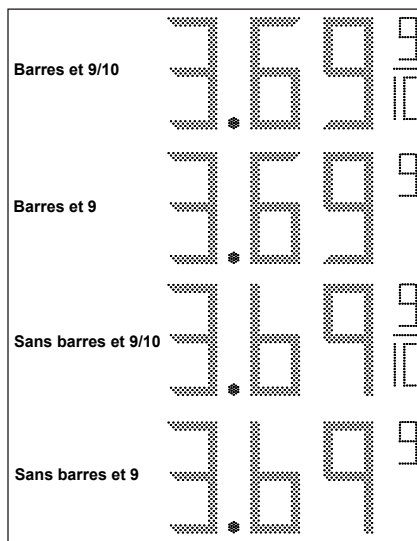 Barres et 9/10 3.69 9/10
Barres et 9 3.69 9
Sans barres et 9/10 3.69 9/10
Sans barres et 9 3.69 9